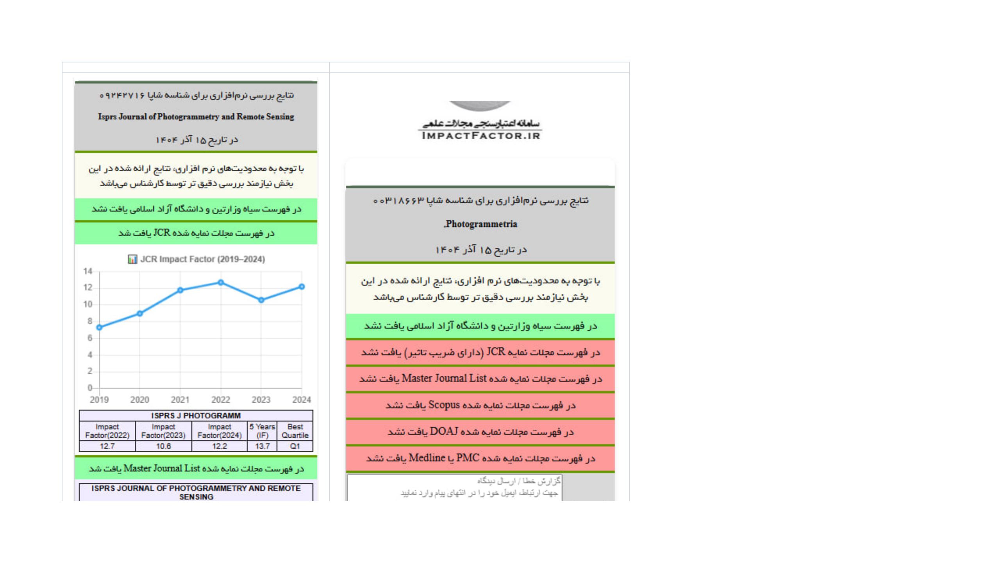 نتایج بررسی نرم‌افزاری برای شناسه شاپا ۰۹۲۴۲۷۱۶
Isprs Journal of Photogrammetry and Remote Sensing
در تاریخ ۱۵ آذر ۱۴۰۴
با توجه به محدودیت‌های نرم افزاری، نتایج ارائه شده در این
بخش نیازمند بررسی دقیق تر توسط کارشناس می‌باشد
در فهرست سیاه وزارتین و دانشگاه آزاد اسلامی یافت نشد
در فهرست مجلات نمایه شده JCR یافت شد
JCR Impact Factor (2019–2024)
14
12
10
8
6
4
2
0
2019 2020 2021 2022 2023 2024
ISPRS J PHOTOGRAMM
Impact Factor(2022) Impact Factor(2023) Impact Factor(2024) 5 Years (IF) Best Quartile
12.7 10.6 12.2 13.7 Q1
در فهرست مجلات نمایه شده Master Journal List یافت شد
ISPRS JOURNAL OF PHOTOGRAMMETRY AND REMOTE
SENSING
سامانه اعتبارسنجی مجلات علمی
IMPACTFACTOR.IR
نتایج بررسی نرم‌افزاری برای شناسه شاپا ۰۰۳۱۸۶۶۳
.Photogrammetria
در تاریخ ۱۵ آذر ۱۴۰۴
با توجه به محدودیت‌های نرم افزاری، نتایج ارائه شده در این
بخش نیازمند بررسی دقیق تر توسط کارشناس می‌باشد
در فهرست سیاه وزارتین و دانشگاه آزاد اسلامی یافت نشد
در فهرست مجلات نمایه JCR (دارای ضریب تاثیر) یافت نشد
در فهرست مجلات نمایه شده Master Journal List یافت نشد
در فهرست مجلات نمایه شده Scopus یافت نشد
در فهرست مجلات نمایه شده DOAJ یافت نشد
در فهرست مجلات نمایه شده PMC یا Medline یافت نشد
گزارش خطا / ارسال دیدگاه
جهت ارتباط، ایمیل خود را در انتهای پیام وارد نمایید